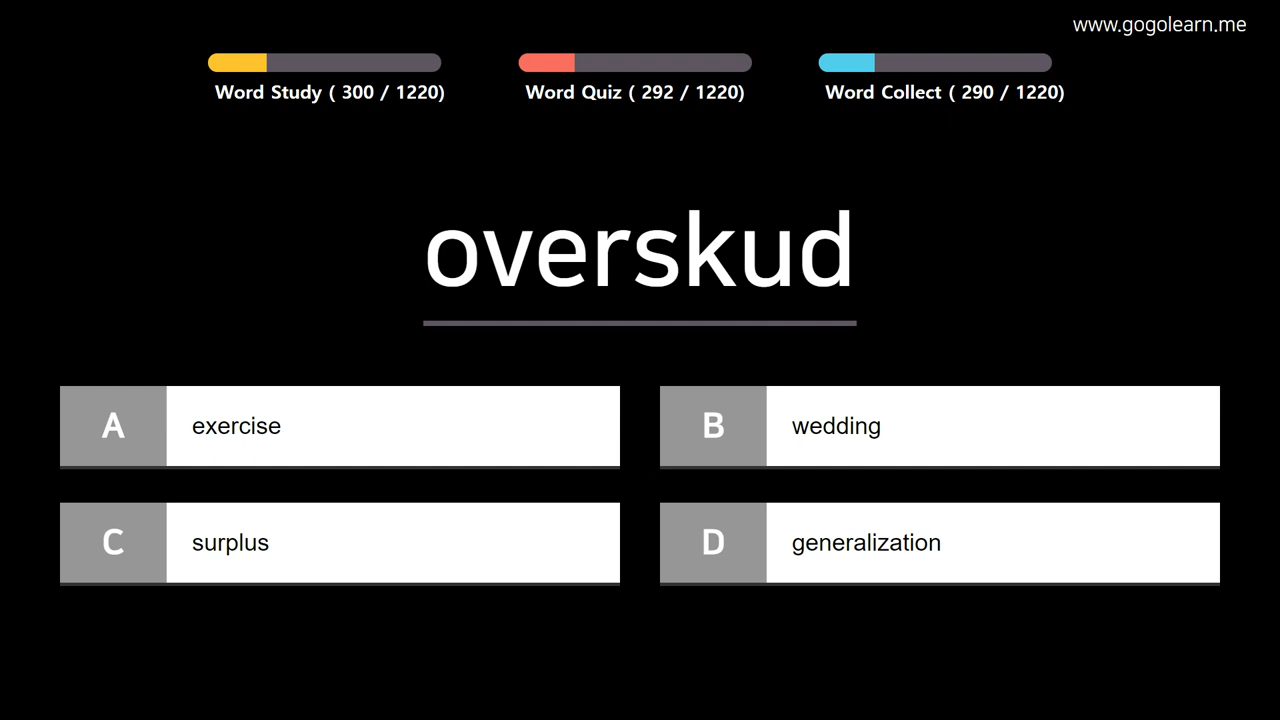 www.gogolearn.me
Word Study ( 300 / 1220)
Word Quiz ( 292 / 1220)
Word Collect ( 290 / 1220)
overskud
A exercise
B wedding
C surplus
D generalization